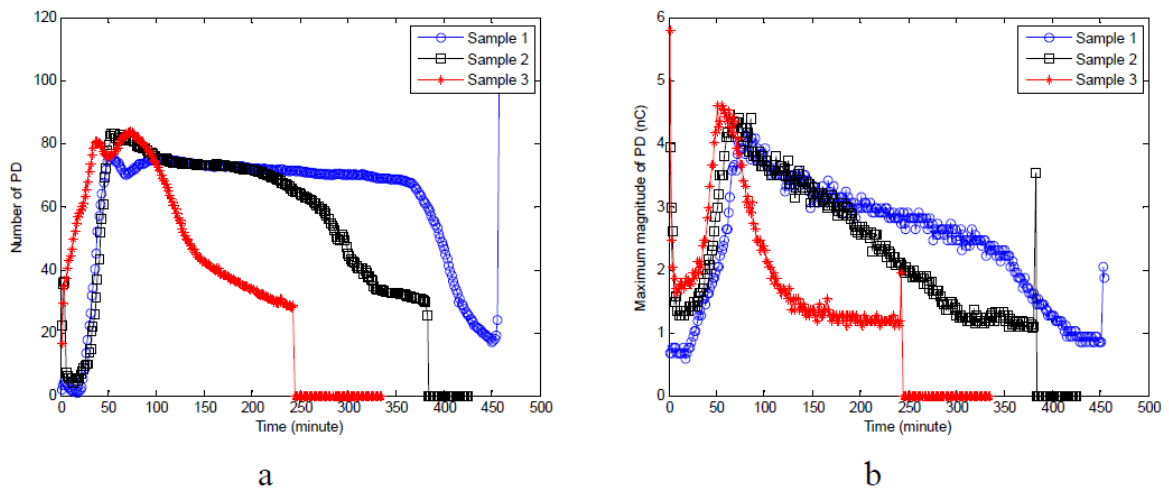 120
100
80
60
40
20
0
Number of PD
0 50 100 150 200 250 300 350 400 450 500
Time (minute)
Sample 1
Sample 2
Sample 3
a
6
5
4
3
2
1
0
Maximum magnitude of PD (nC)
0 50 100 150 200 250 300 350 400 450 500
Time (minute)
Sample 1
Sample 2
Sample 3
b